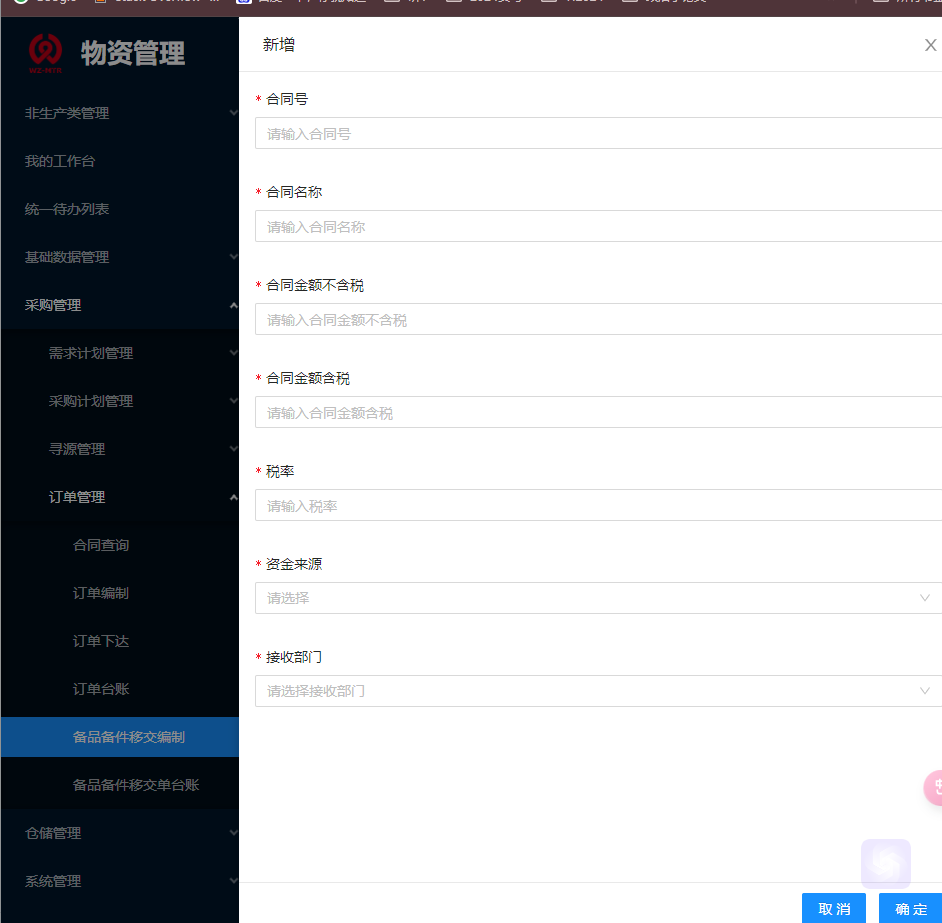 物资管理
WZ-MTR
非生产类管理
我的工作台
统一待办列表
基础数据管理
采购管理
需求计划管理
采购计划管理
寻源管理
订单管理
合同查询
订单编制
订单下达
订单台账
备品备件移交编制
备品备件移交单台账
仓储管理
系统管理
新增
* 合同号
请输入合同号
* 合同名称
请输入合同名称
* 合同金额不含税
请输入合同金额不含税
* 合同金额含税
请输入合同金额含税
* 税率
请输入税率
* 资金来源
请选择
* 接收部门
请选择接收部门
取消
确定